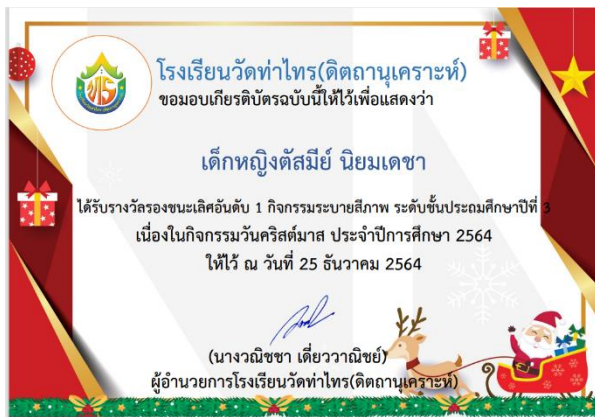 โรงเรียนวัดท่าไทร(ดิตถานุเคราะห์)
ขอมอบเกียรติบัตรฉบับนี้ให้ไว้เพื่อแสดงว่า
เด็กหญิงตัสมีย์ นิยมเดชา
ได้รับรางวัลรองชนะเลิศอันดับ 1 กิจกรรมระบายสีภาพ ระดับชั้นประถมศึกษาปีที่ 3
เนื่องในกิจกรรมวันคริสต์มาส ประจำปีการศึกษา 2564
ให้ไว้ ณ วันที่ 25 ธันวาคม 2564
(นางวณิชชา เดี่ยววาณิชย์)
ผู้อำนวยการโรงเรียนวัดท่าไทร(ดิตถานุเคราะห์)